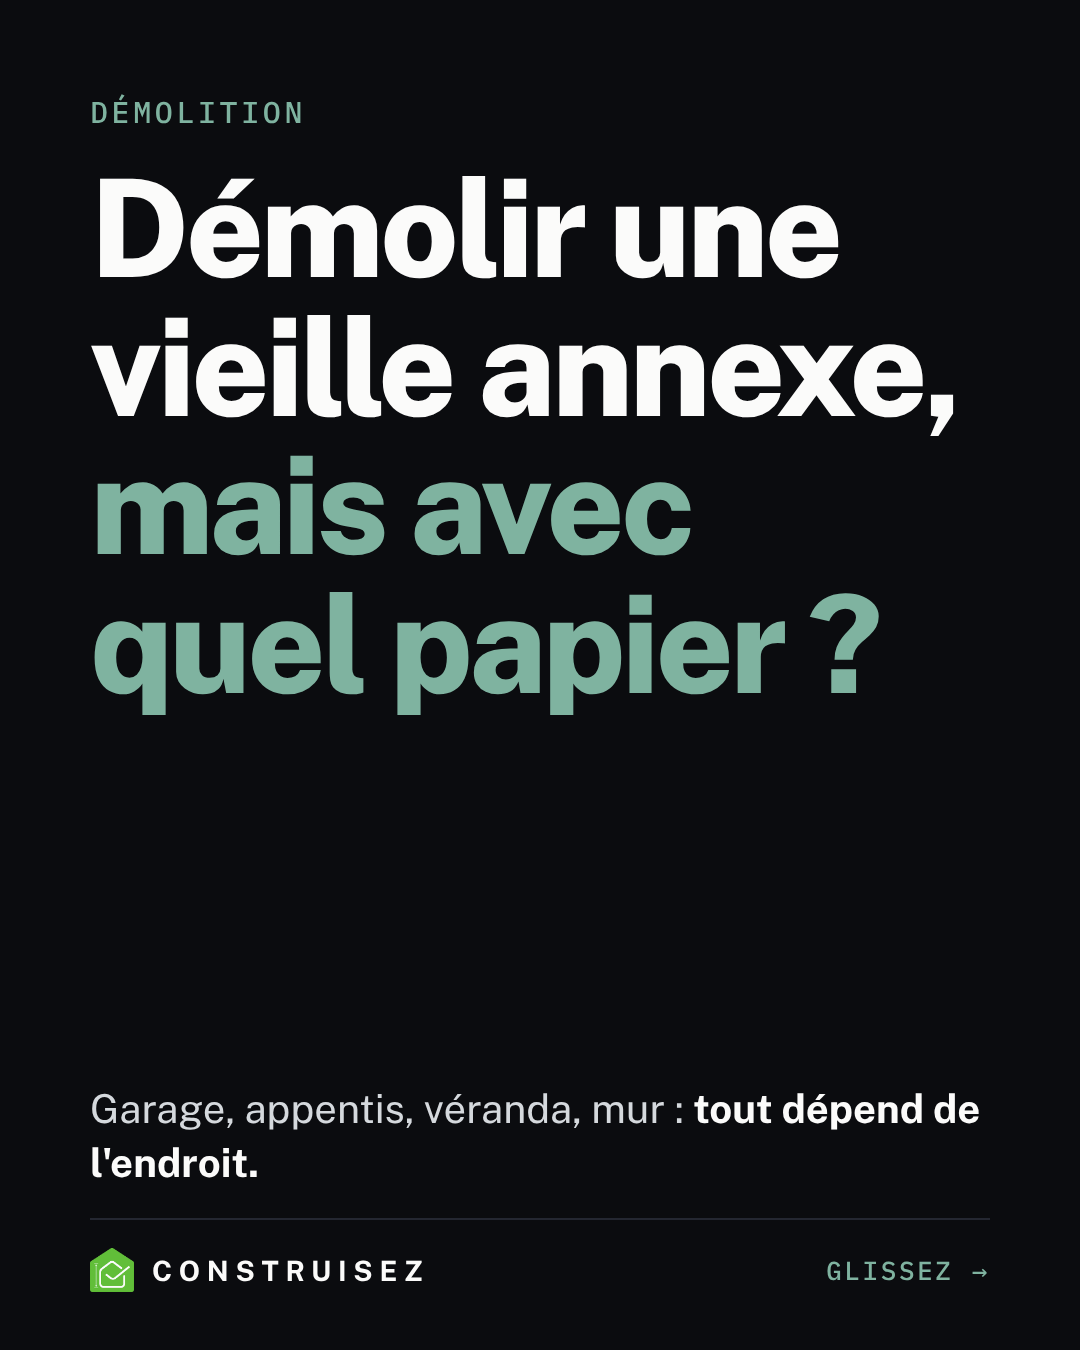 DÉMOLITION
Démolir une
vieille annexe,
mais avec
quel papier ?
Garage, appentis, véranda, mur : tout dépend de
l'endroit.
CONSTRUISEZ
GLISSEZ →